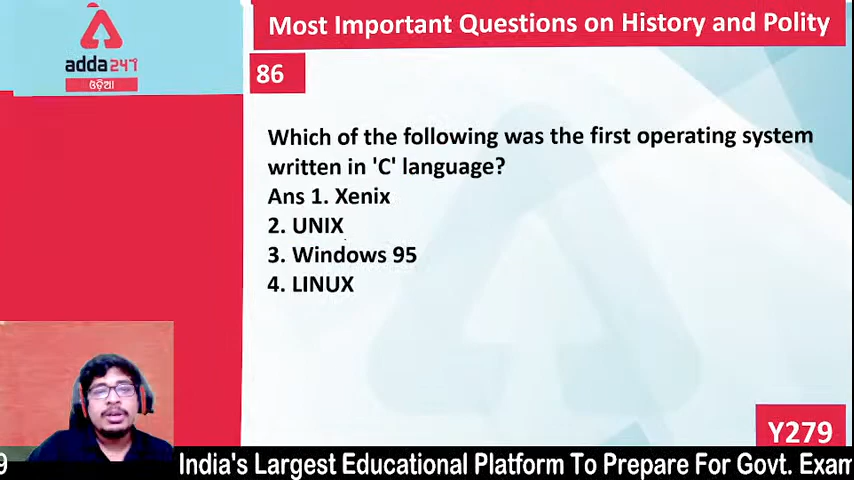 Most Important Questions on History and Polity
adda247
ଓଡ଼ିଆ
86
Which of the following was the first operating system
written in 'C' language?
Ans 1. Xenix
2. UNIX
3. Windows 95
4. LINUX
Y279
9 India's Largest Educational Platform To Prepare For Govt. Exam